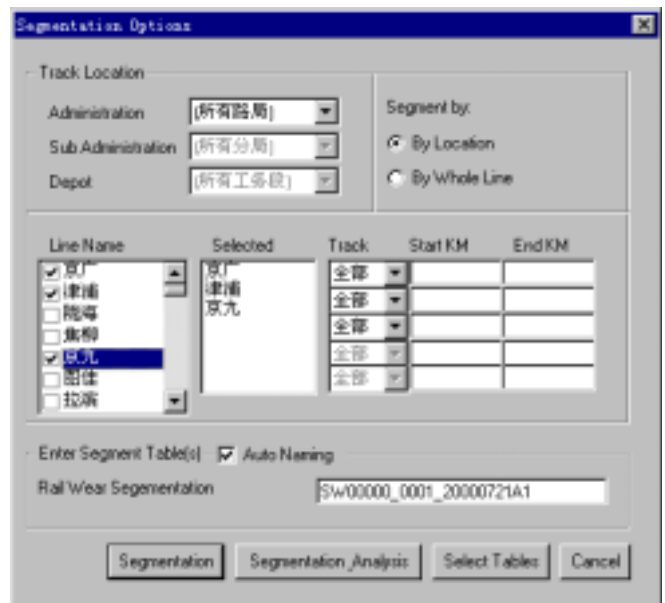 Segmentation Options
Track Location
Administration (所有路局)
Sub Administration (所有分局)
Depot (所有工务段)
Segment by:
By Location
By Whole Line
Line Name Selected Track Start KM End KM
京广
津浦
陇海
焦柳
京九
图佳
拉滨
京广
津浦
京九
全部
全部
全部
全部
全部
Enter Segment Table(s) Auto Naming
Rail Wear Segementation SW00000_0001_20000721A1
Segmentation Segmentation_Analysis Select Tables Cancel